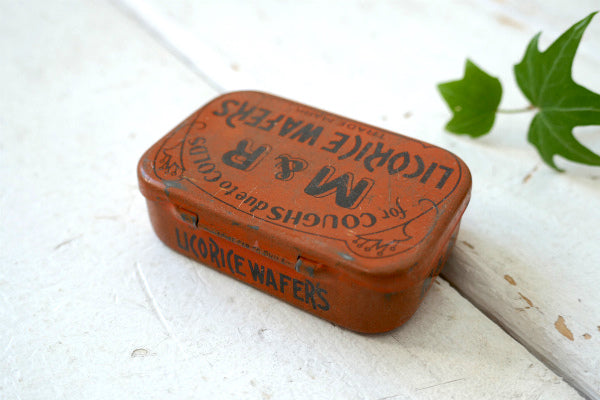 TRADE MARK
LICORICE WAFERS
M & R
for COUGHS due to COLDS
LICORICE WAFERS